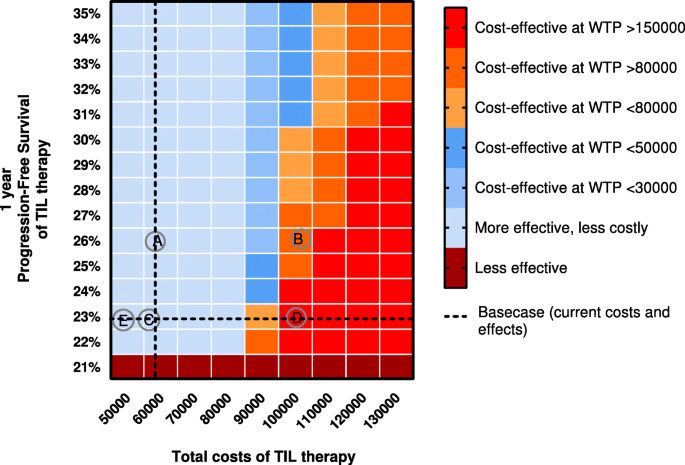 35%
34%
33%
32%
31%
30%
29%
28%
27%
26%
25%
24%
23%
22%
21%
1 year
Progression-Free Survival
of TIL therapy
A
B
E
C
D
50000
60000
70000
80000
90000
100000
110000
120000
130000
Total costs of TIL therapy
Cost-effective at WTP >150000
Cost-effective at WTP >80000
Cost-effective at WTP <80000
Cost-effective at WTP <50000
Cost-effective at WTP <30000
More effective, less costly
Less effective
Basecase (current costs and
effects)